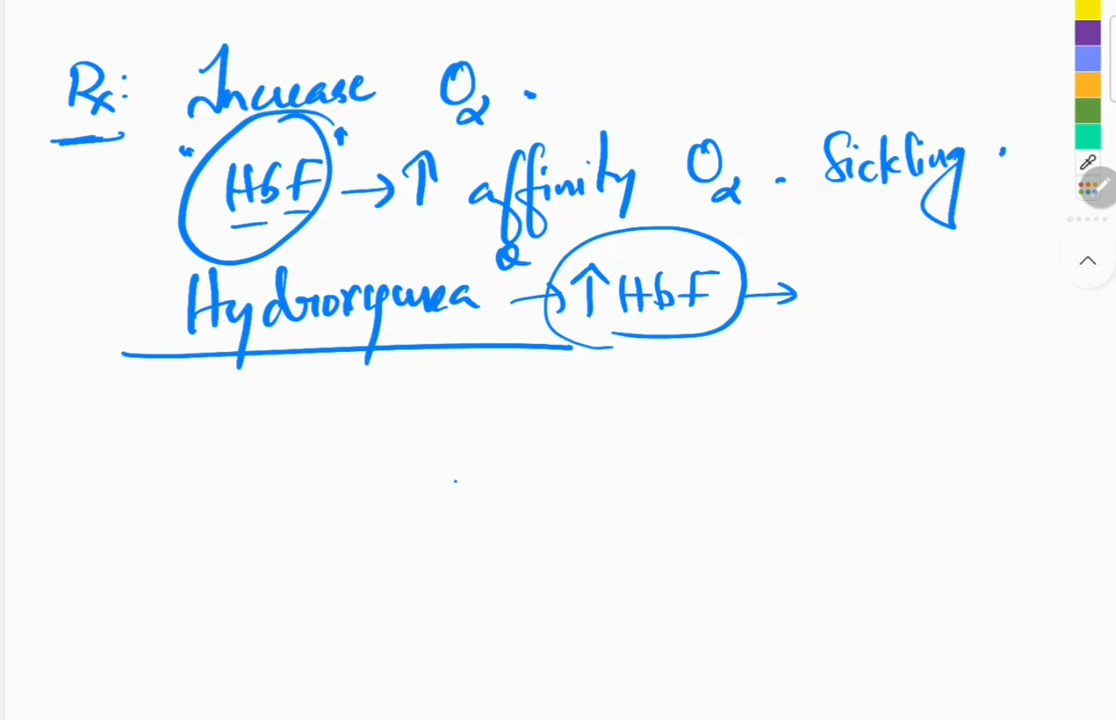 Rx: Increase O2.
"HbF" → ↑ affinity O2. Sickling.
Hydroxyurea → ↑ HbF →